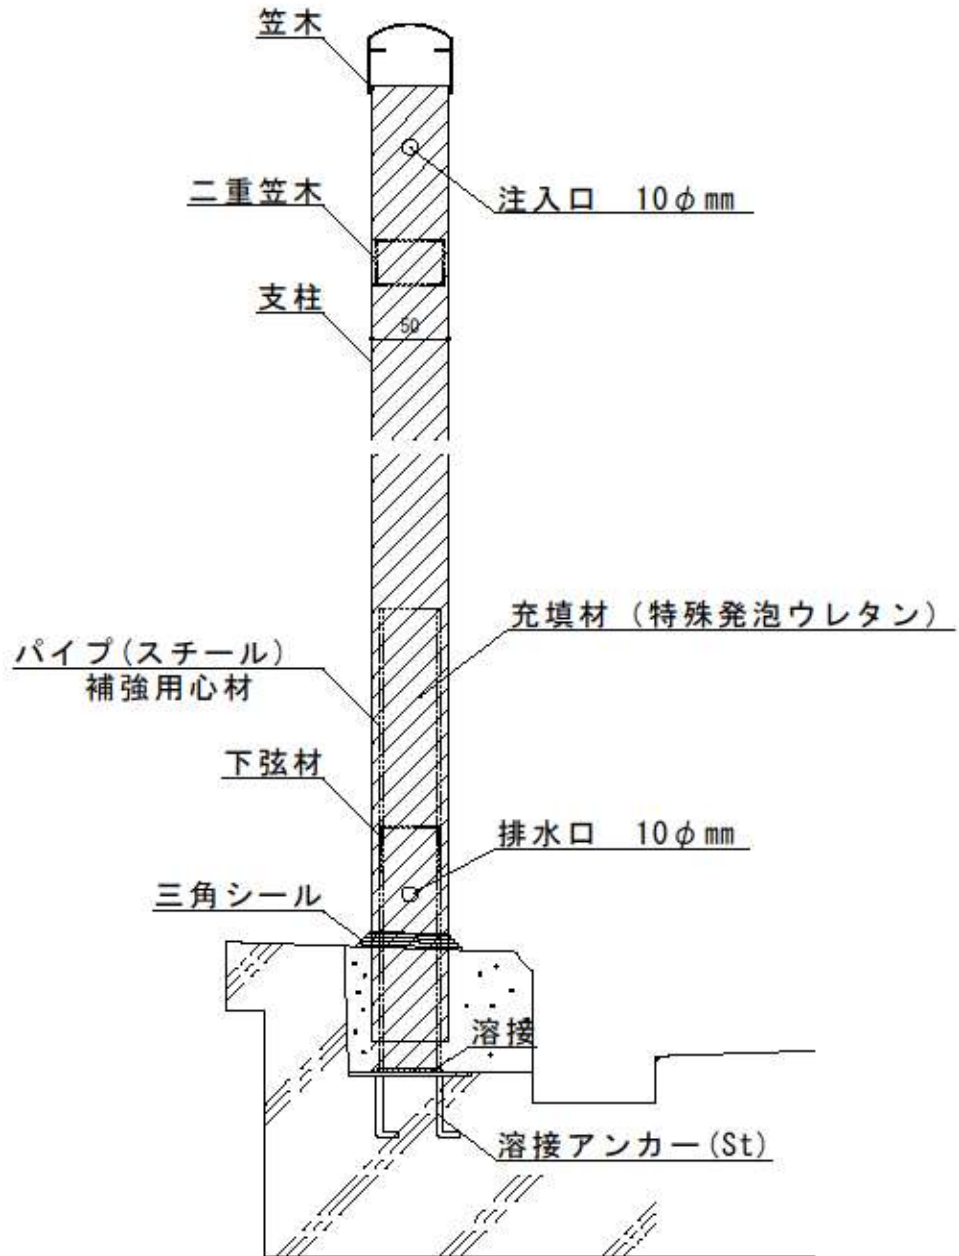 笠木
注入口　10φmm
二重笠木
支柱
50
充填材（特殊発泡ウレタン）
パイプ(スチール)
補強用心材
下弦材
排水口　10φmm
三角シール
溶接
溶接アンカー(St)